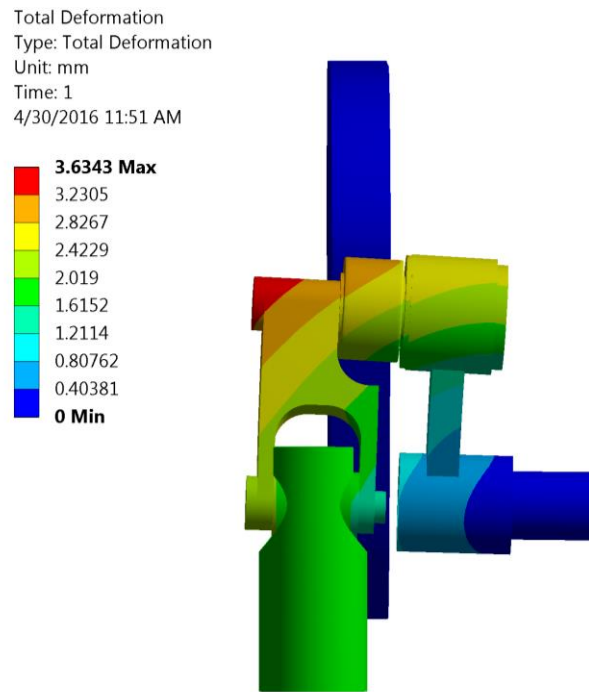 Total Deformation
Type: Total Deformation
Unit: mm
Time: 1
4/30/2016 11:51 AM
3.6343 Max
3.2305
2.8267
2.4229
2.019
1.6152
1.2114
0.80762
0.40381
0 Min